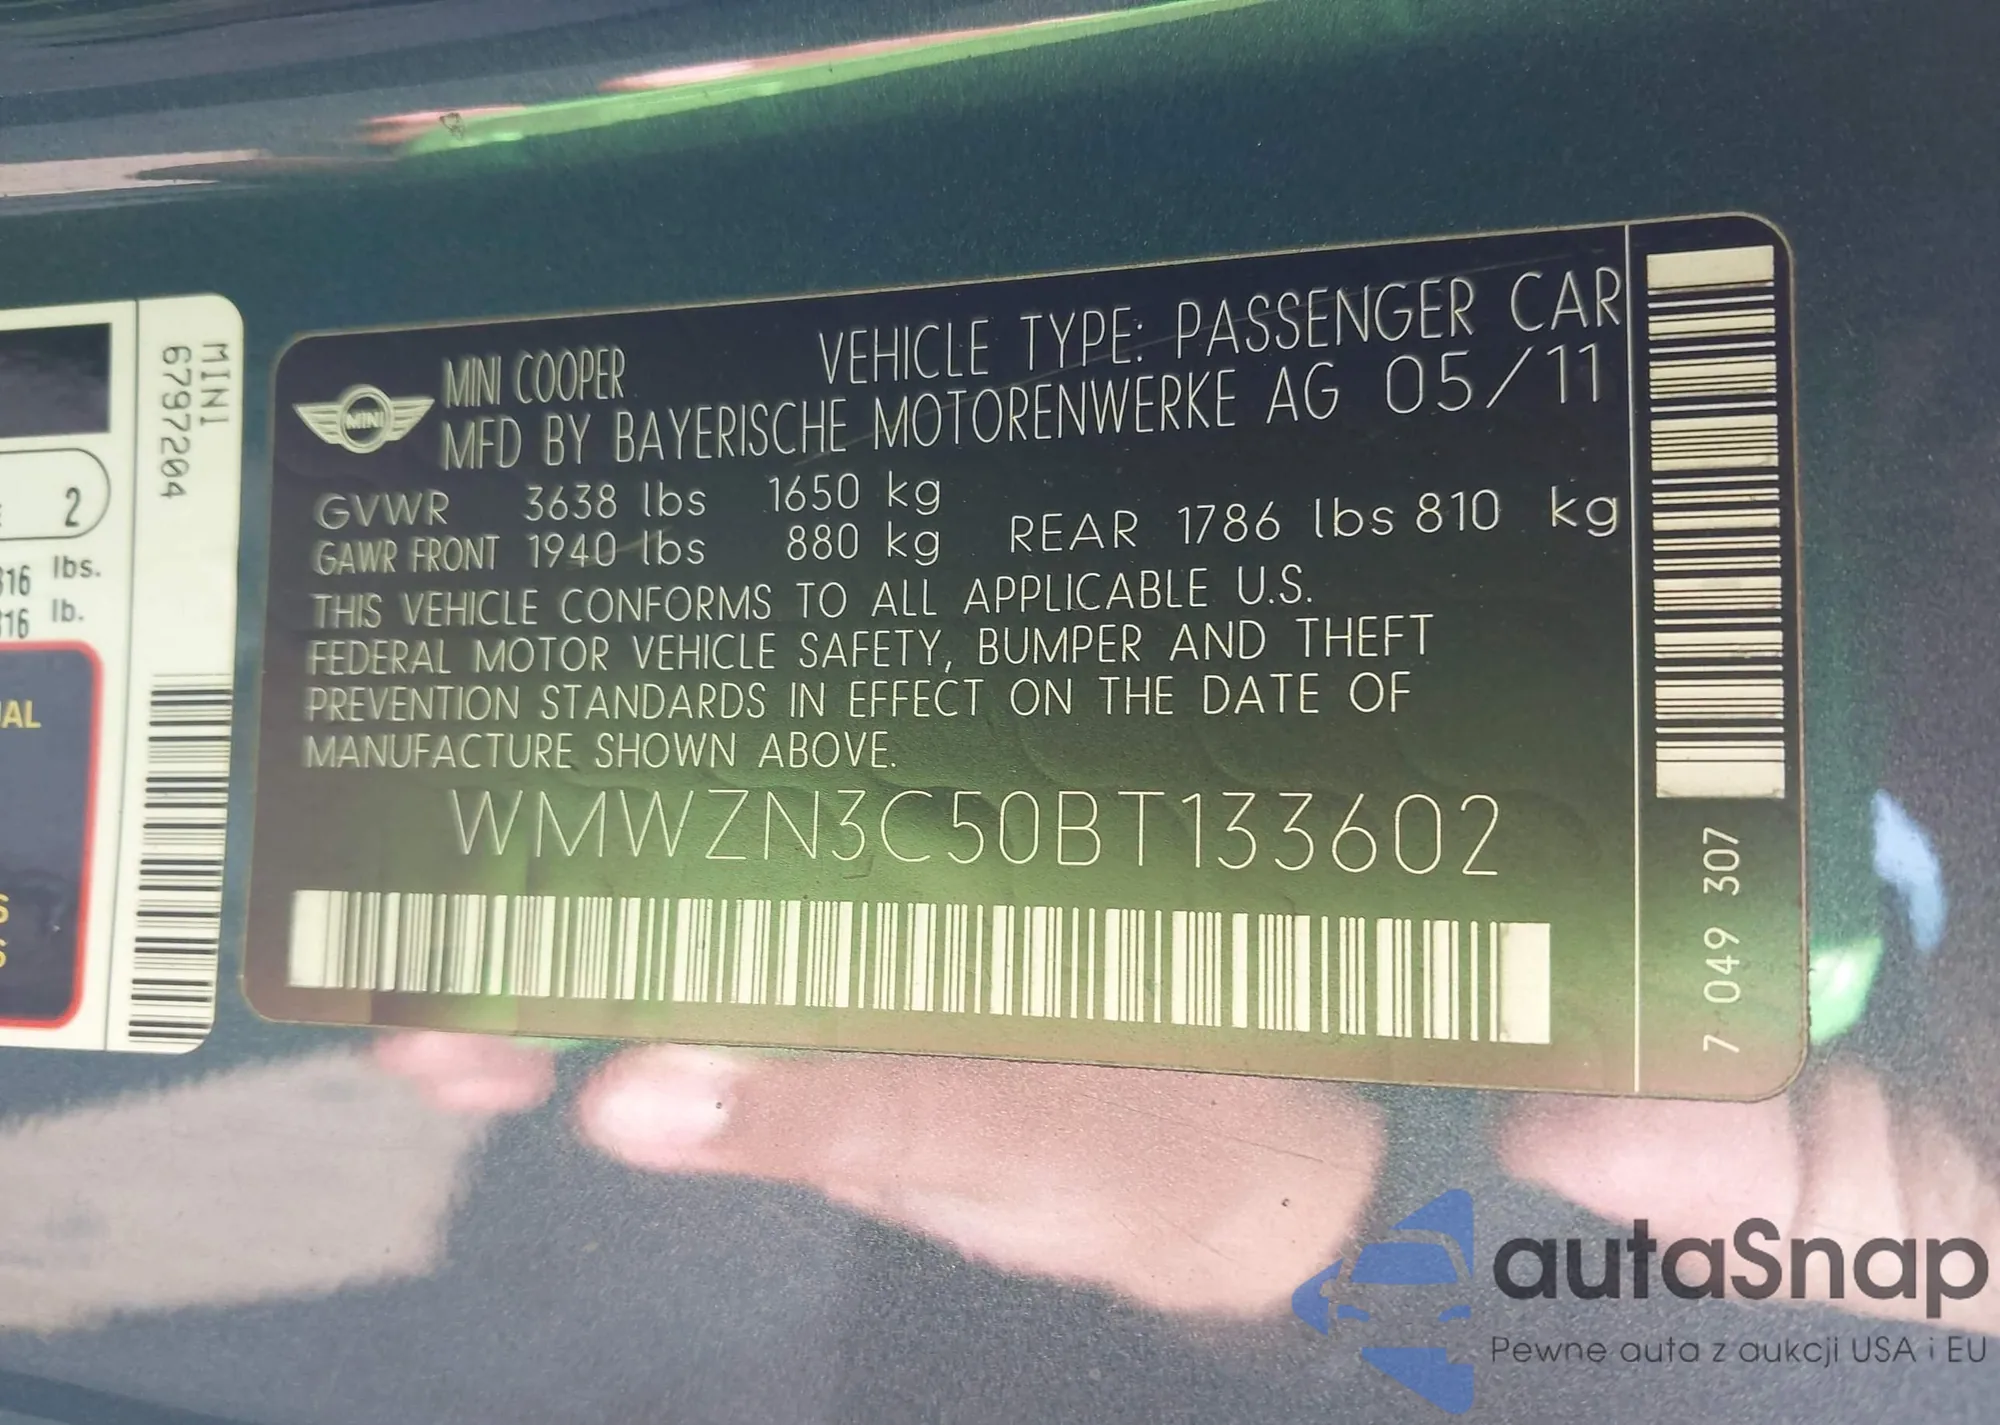 MINI
6797204
2
lbs.
lb.
MINI
MINI COOPER
VEHICLE TYPE: PASSENGER CAR
MFD BY BAYERISCHE MOTORENWERKE AG 05/11
GVWR 3638 lbs 1650 kg
GAWR FRONT 1940 lbs 880 kg REAR 1786 lbs 810 kg
THIS VEHICLE CONFORMS TO ALL APPLICABLE U.S.
FEDERAL MOTOR VEHICLE SAFETY, BUMPER AND THEFT
PREVENTION STANDARDS IN EFFECT ON THE DATE OF
MANUFACTURE SHOWN ABOVE.
WMWZN3C50BT133602
7 049 307
autaSnap
Pewne auta z aukcji USA i EU